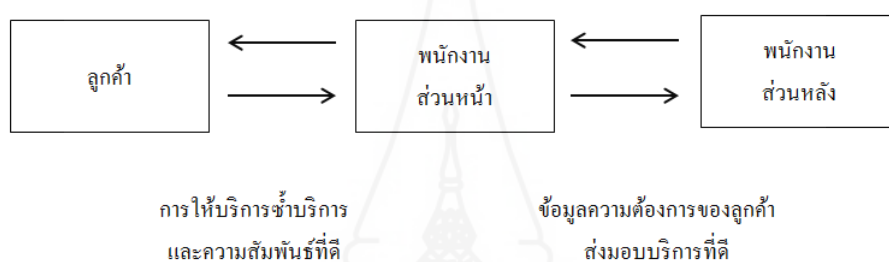 ลูกค้า
พนักงาน
ส่วนหน้า
พนักงาน
ส่วนหลัง
การให้บริการซ้ำบริการ
และความสัมพันธ์ที่ดี
ข้อมูลความต้องการของลูกค้า
ส่งมอบบริการที่ดี